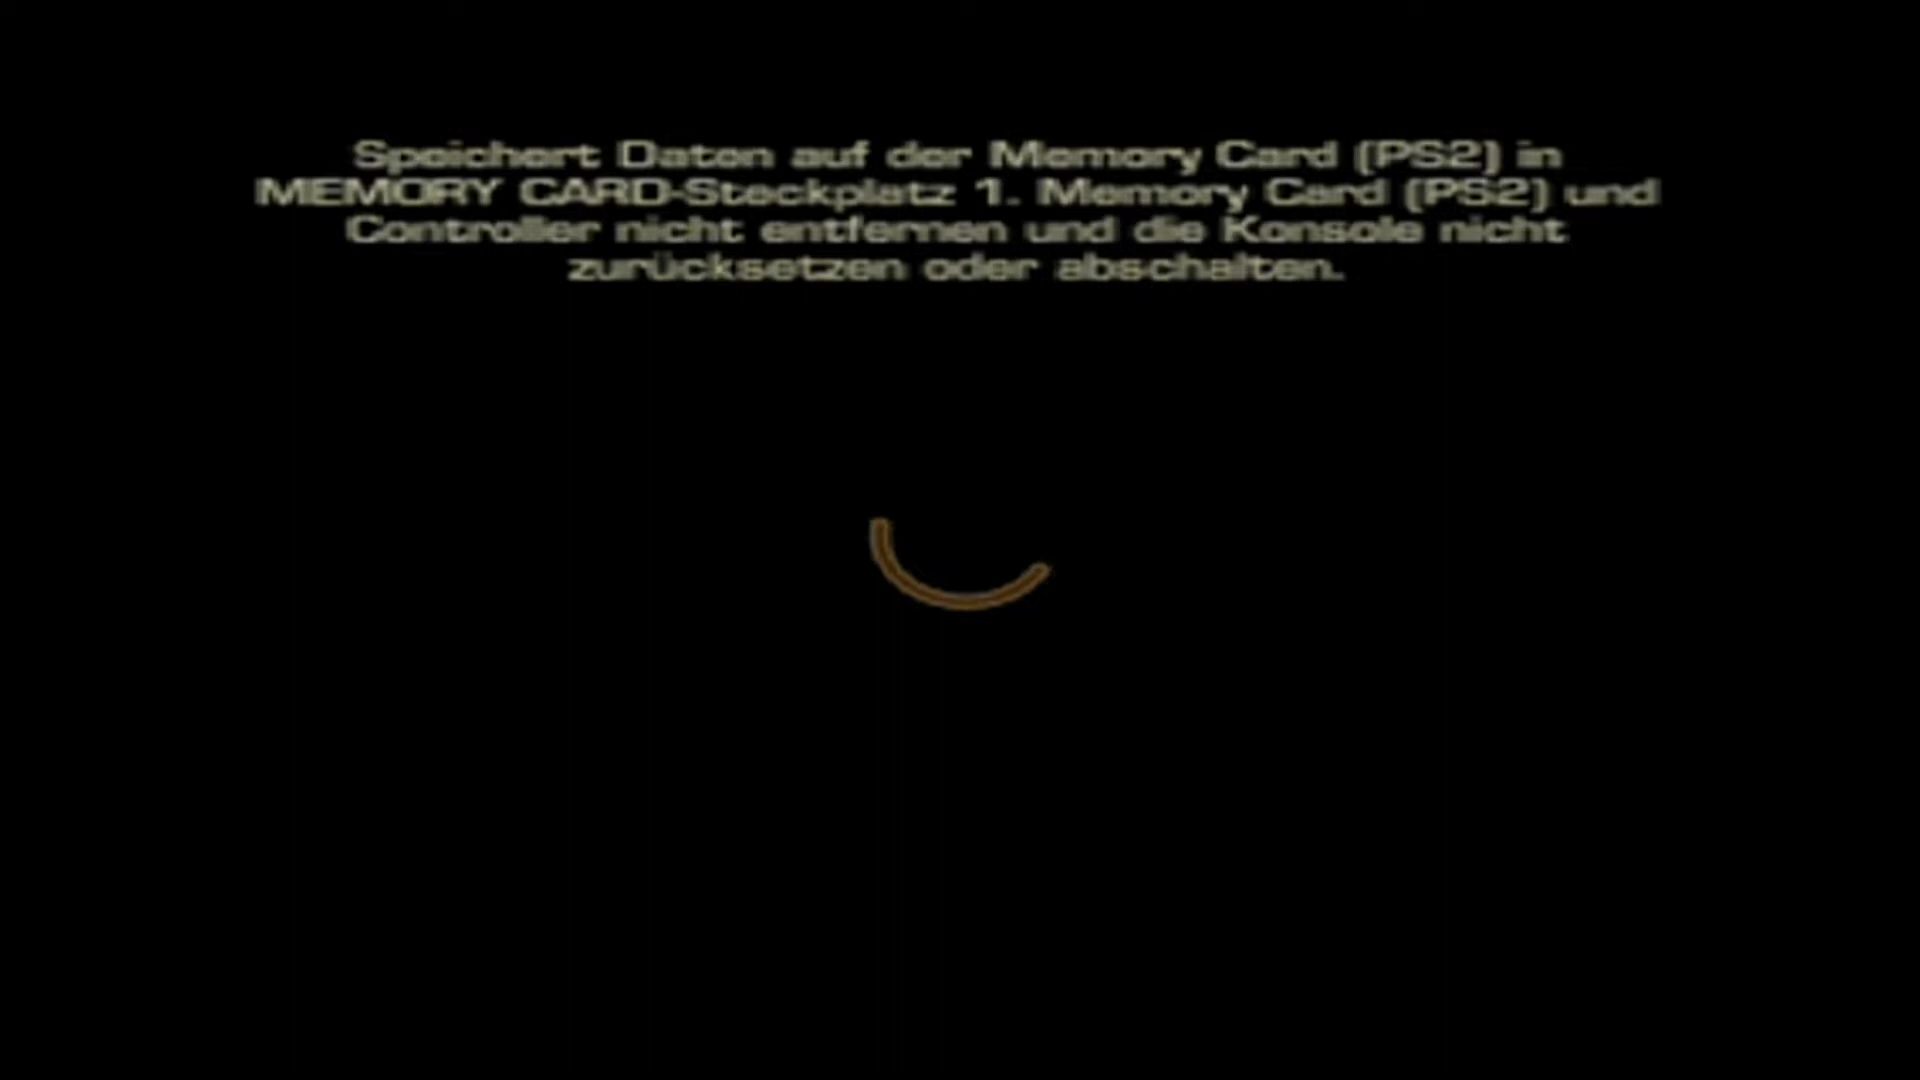 Speichert Daten auf der Memory Card (PS2) in
MEMORY CARD-Steckplatz 1. Memory Card (PS2) und
Controller nicht entfernen und die Konsole nicht
zurücksetzen oder abschalten.